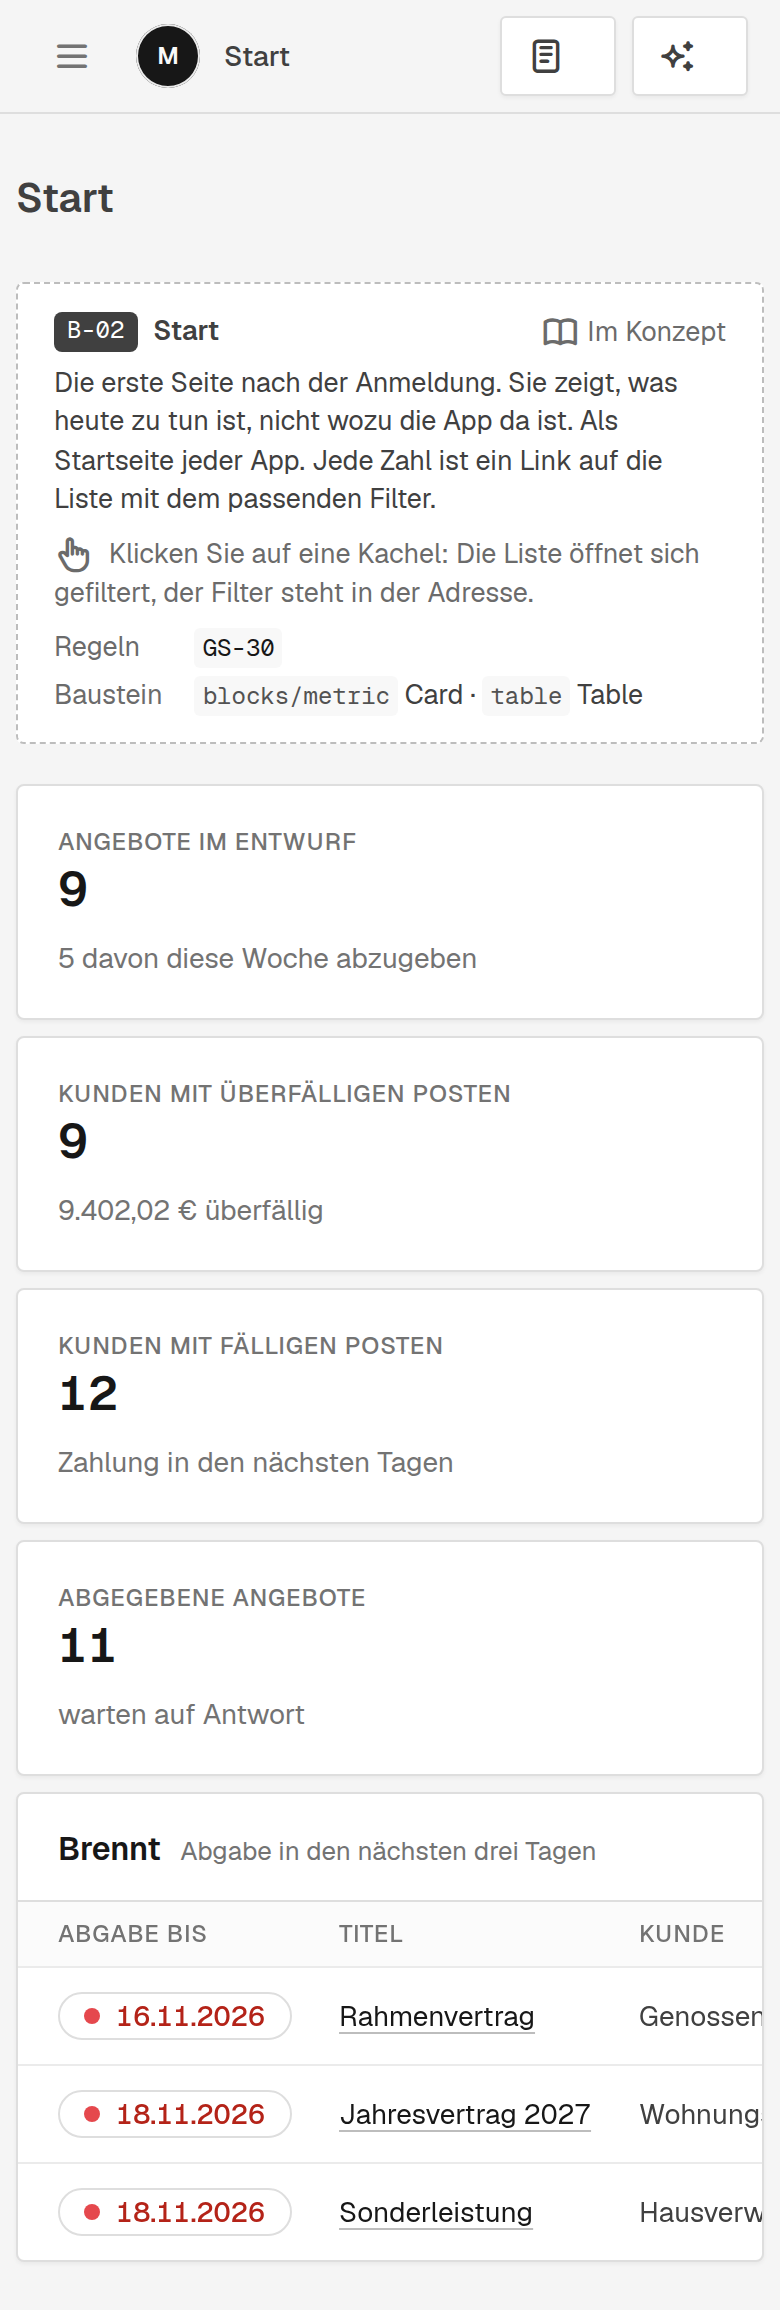 M Start
Start
B-02 Start Im Konzept
Die erste Seite nach der Anmeldung. Sie zeigt, was
heute zu tun ist, nicht wozu die App da ist. Als
Startseite jeder App. Jede Zahl ist ein Link auf die
Liste mit dem passenden Filter.
Klicken Sie auf eine Kachel: Die Liste öffnet sich
gefiltert, der Filter steht in der Adresse.
Regeln GS-30
Baustein blocks/metric Card · table Table
ANGEBOTE IM ENTWURF
9
5 davon diese Woche abzugeben
KUNDEN MIT ÜBERFÄLLIGEN POSTEN
9
9.402,02 € überfällig
KUNDEN MIT FÄLLIGEN POSTEN
12
Zahlung in den nächsten Tagen
ABGEGEBENE ANGEBOTE
11
warten auf Antwort
Brennt Abgabe in den nächsten drei Tagen
ABGABE BIS TITEL KUNDE
16.11.2026 Rahmenvertrag Genossen
18.11.2026 Jahresvertrag 2027 Wohnungs
18.11.2026 Sonderleistung Hausverw